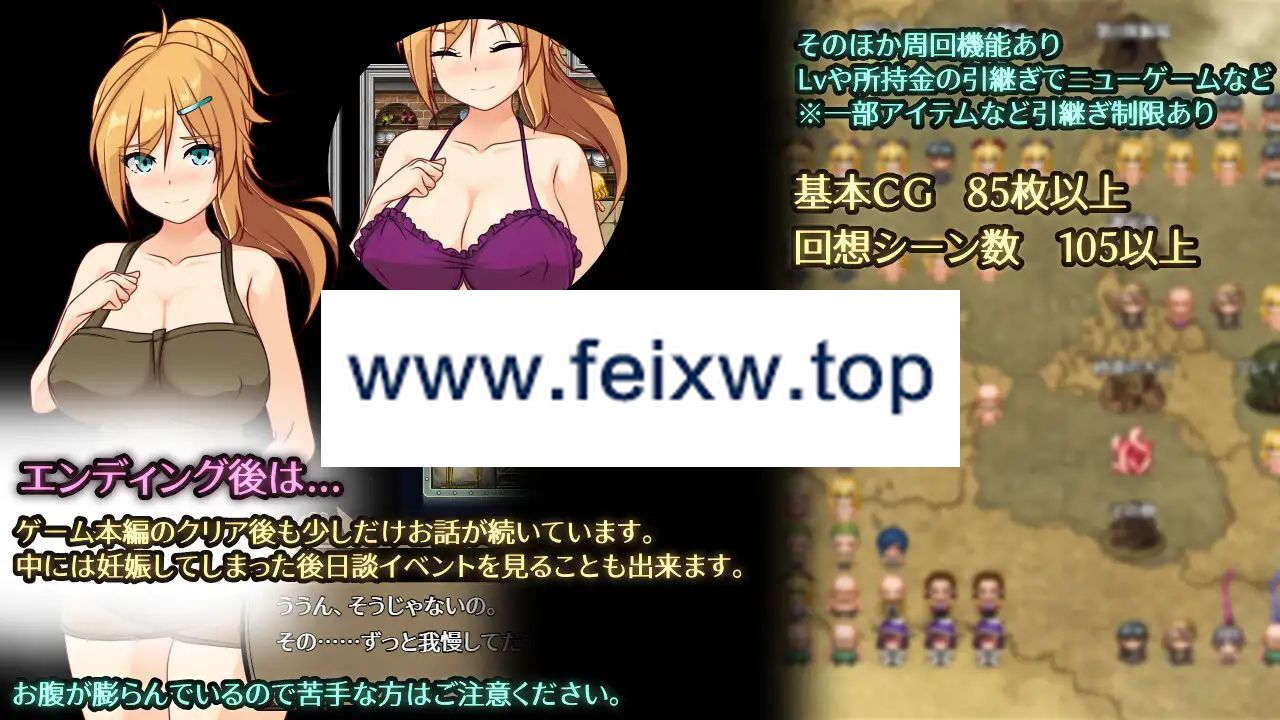 そのほか周回機能あり
Lvや所持金の引継ぎでニューゲームなど
※一部アイテムなど引継ぎ制限あり
基本CG 85枚以上
回想シーン数 105以上
www.feixw.top
エンディング後は...
ゲーム本編のクリア後も少しだけお話が続いています。
中には妊娠してしまった後日談イベントを見ることも出来ます。
ううん、そうじゃないの。
その……ずっと我慢してた
お腹が膨らんでいるので苦手な方はご注意ください。